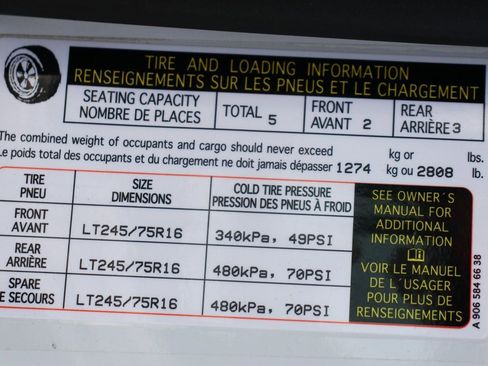 TIRE AND LOADING INFORMATION
RENSEIGNEMENTS SUR LES PNEUS ET LE CHARGEMENT
SEATING CAPACITY
NOMBRE DE PLACES
TOTAL 5
FRONT
AVANT 2
REAR
ARRIÈRE 3
The combined weight of occupants and cargo should never exceed kg or lbs.
Le poids total des occupants et du chargement ne doit jamais dépasser 1274 kg ou 2808 lb.
TIRE
PNEU
SIZE
DIMENSIONS
COLD TIRE PRESSURE
PRESSION DES PNEUS À FROID
FRONT
AVANT
LT245/75R16
340kPa, 49PSI
REAR
ARRIÈRE
LT245/75R16
480kPa, 70PSI
SPARE
E SECOURS
LT245/75R16
480kPa, 70PSI
SEE OWNER´S
MANUAL FOR
ADDITIONAL
INFORMATION
VOIR LE MANUEL
DE L´USAGER
POUR PLUS DE
RENSEIGNEMENTS
A 906 584 66 38